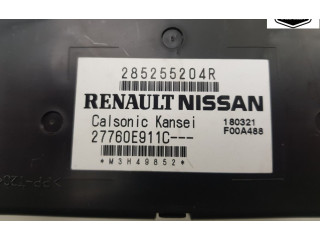 285255204R
RENAULT NISSAN
Calsonic Kansei 180321
27760E911C--- F00A488
*M3H49852*